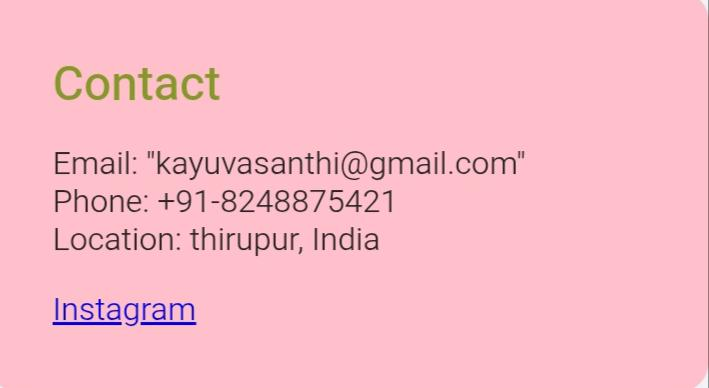 Contact
Email: "kayuvasanthi@gmail.com"
Phone: +91-8248875421
Location: thirupur, India
Instagram